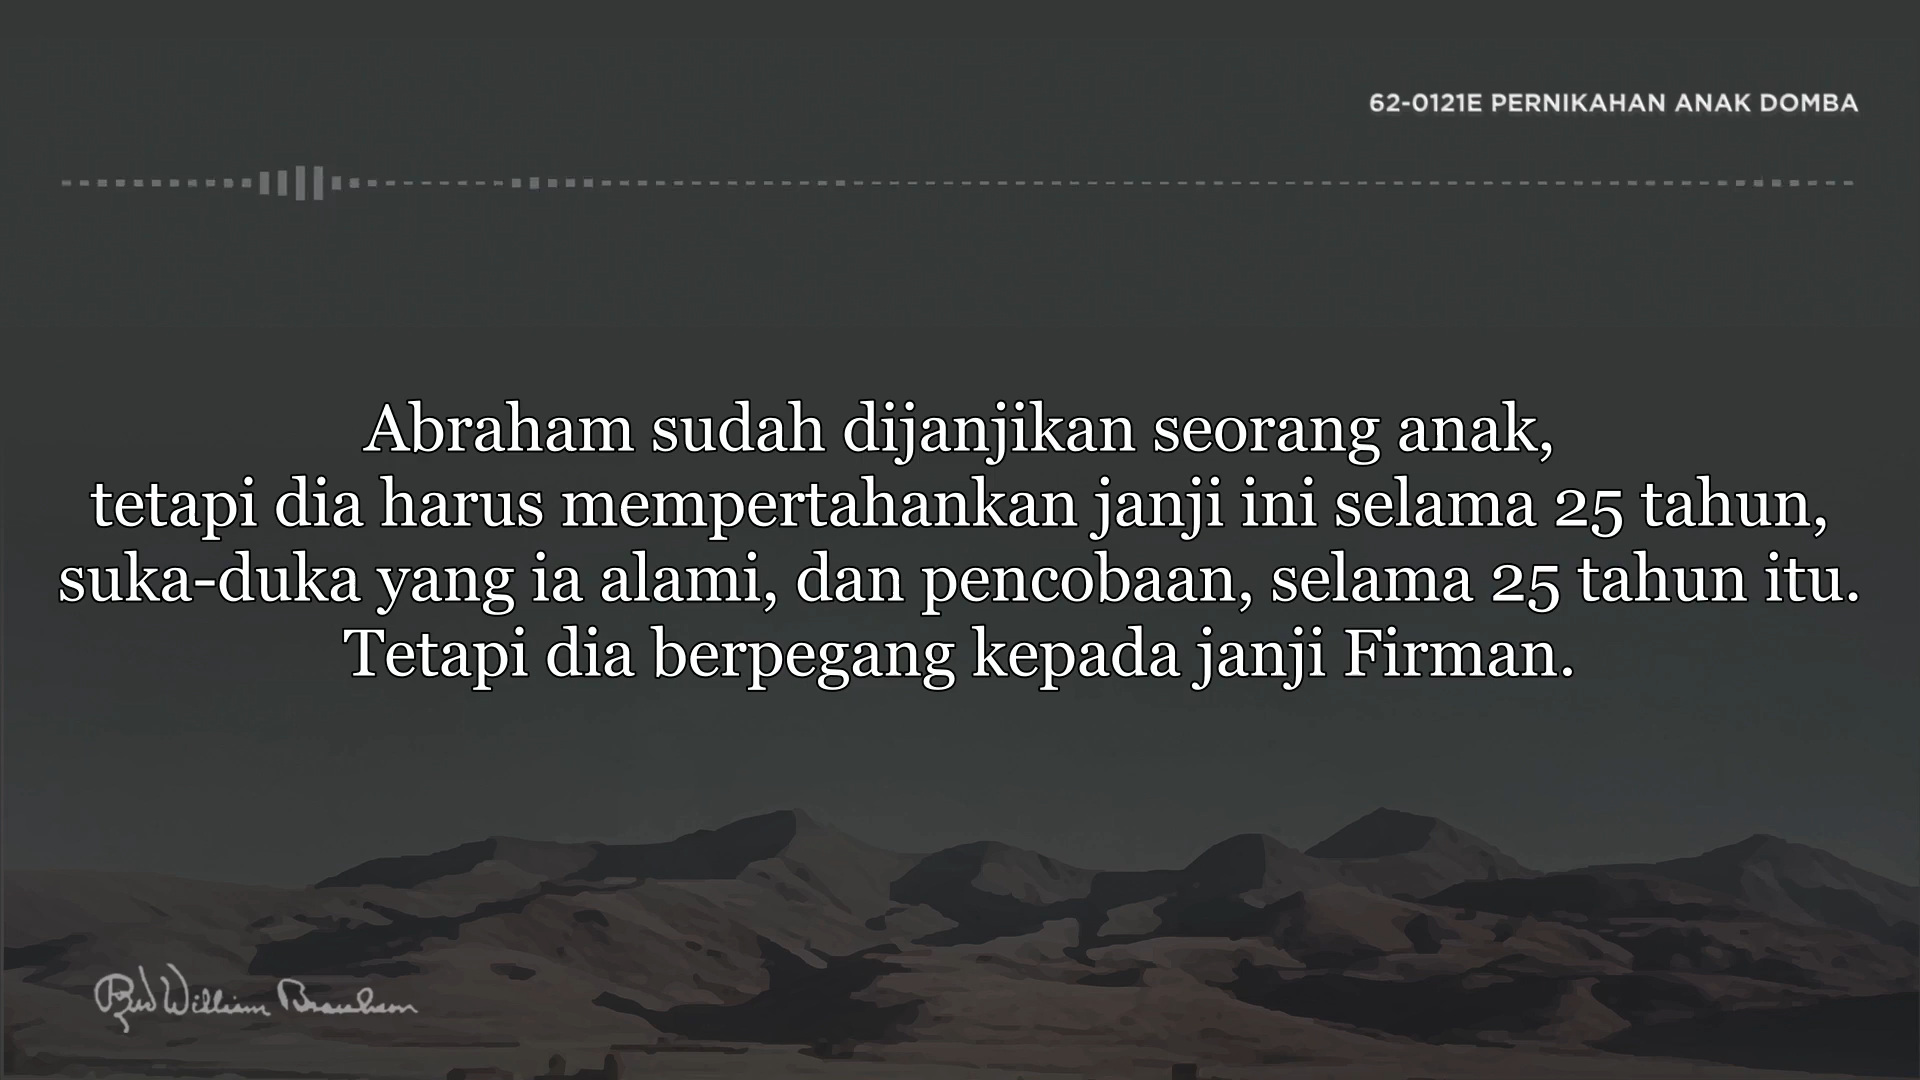 62-0121E PERNIKAHAN ANAK DOMBA
Abraham sudah dijanjikan seorang anak,
tetapi dia harus mempertahankan janji ini selama 25 tahun,
suka-duka yang ia alami, dan pencobaan, selama 25 tahun itu.
Tetapi dia berpegang kepada janji Firman.
Rev William Branham